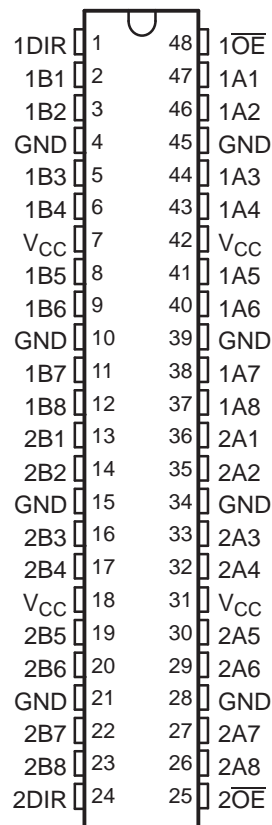 1DIR 1 48 1O̅E̅
1B1 2 47 1A1
1B2 3 46 1A2
GND 4 45 GND
1B3 5 44 1A3
1B4 6 43 1A4
VCC 7 42 VCC
1B5 8 41 1A5
1B6 9 40 1A6
GND 10 39 GND
1B7 11 38 1A7
1B8 12 37 1A8
2B1 13 36 2A1
2B2 14 35 2A2
GND 15 34 GND
2B3 16 33 2A3
2B4 17 32 2A4
VCC 18 31 VCC
2B5 19 30 2A5
2B6 20 29 2A6
GND 21 28 GND
2B7 22 27 2A7
2B8 23 26 2A8
2DIR 24 25 2O̅E̅